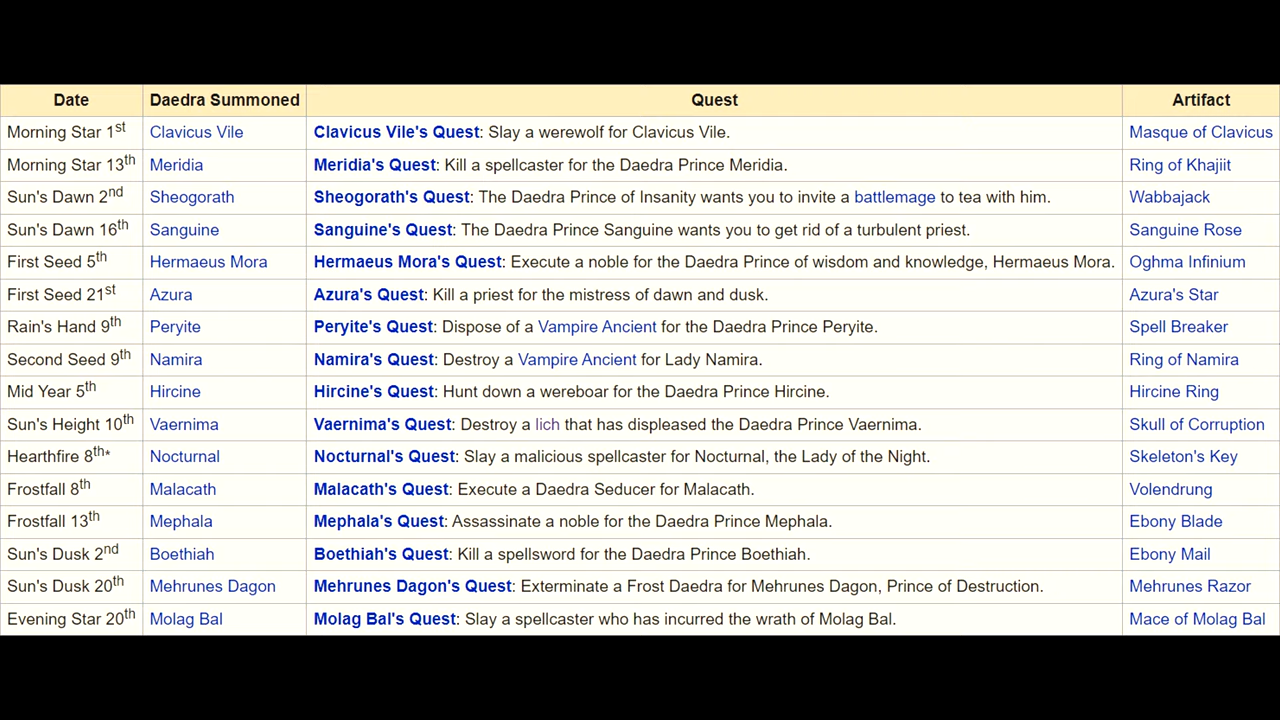 Date Daedra Summoned Quest Artifact
Morning Star 1st Clavicus Vile Clavicus Vile's Quest: Slay a werewolf for Clavicus Vile. Masque of Clavicus
Morning Star 13th Meridia Meridia's Quest: Kill a spellcaster for the Daedra Prince Meridia. Ring of Khajiit
Sun's Dawn 2nd Sheogorath Sheogorath's Quest: The Daedra Prince of Insanity wants you to invite a battlemage to tea with him. Wabbajack
Sun's Dawn 16th Sanguine Sanguine's Quest: The Daedra Prince Sanguine wants you to get rid of a turbulent priest. Sanguine Rose
First Seed 5th Hermaeus Mora Hermaeus Mora's Quest: Execute a noble for the Daedra Prince of wisdom and knowledge, Hermaeus Mora. Oghma Infinium
First Seed 21st Azura Azura's Quest: Kill a priest for the mistress of dawn and dusk. Azura's Star
Rain's Hand 9th Peryite Peryite's Quest: Dispose of a Vampire Ancient for the Daedra Prince Peryite. Spell Breaker
Second Seed 9th Namira Namira's Quest: Destroy a Vampire Ancient for Lady Namira. Ring of Namira
Mid Year 5th Hircine Hircine's Quest: Hunt down a wereboar for the Daedra Prince Hircine. Hircine Ring
Sun's Height 10th Vaernima Vaernima's Quest: Destroy a lich that has displeased the Daedra Prince Vaernima. Skull of Corruption
Hearthfire 8th* Nocturnal Nocturnal's Quest: Slay a malicious spellcaster for Nocturnal, the Lady of the Night. Skeleton's Key
Frostfall 8th Malacath Malacath's Quest: Execute a Daedra Seducer for Malacath. Volendrung
Frostfall 13th Mephala Mephala's Quest: Assassinate a noble for the Daedra Prince Mephala. Ebony Blade
Sun's Dusk 2nd Boethiah Boethiah's Quest: Kill a spellsword for the Daedra Prince Boethiah. Ebony Mail
Sun's Dusk 20th Mehrunes Dagon Mehrunes Dagon's Quest: Exterminate a Frost Daedra for Mehrunes Dagon, Prince of Destruction. Mehrunes Razor
Evening Star 20th Molag Bal Molag Bal's Quest: Slay a spellcaster who has incurred the wrath of Molag Bal. Mace of Molag Bal